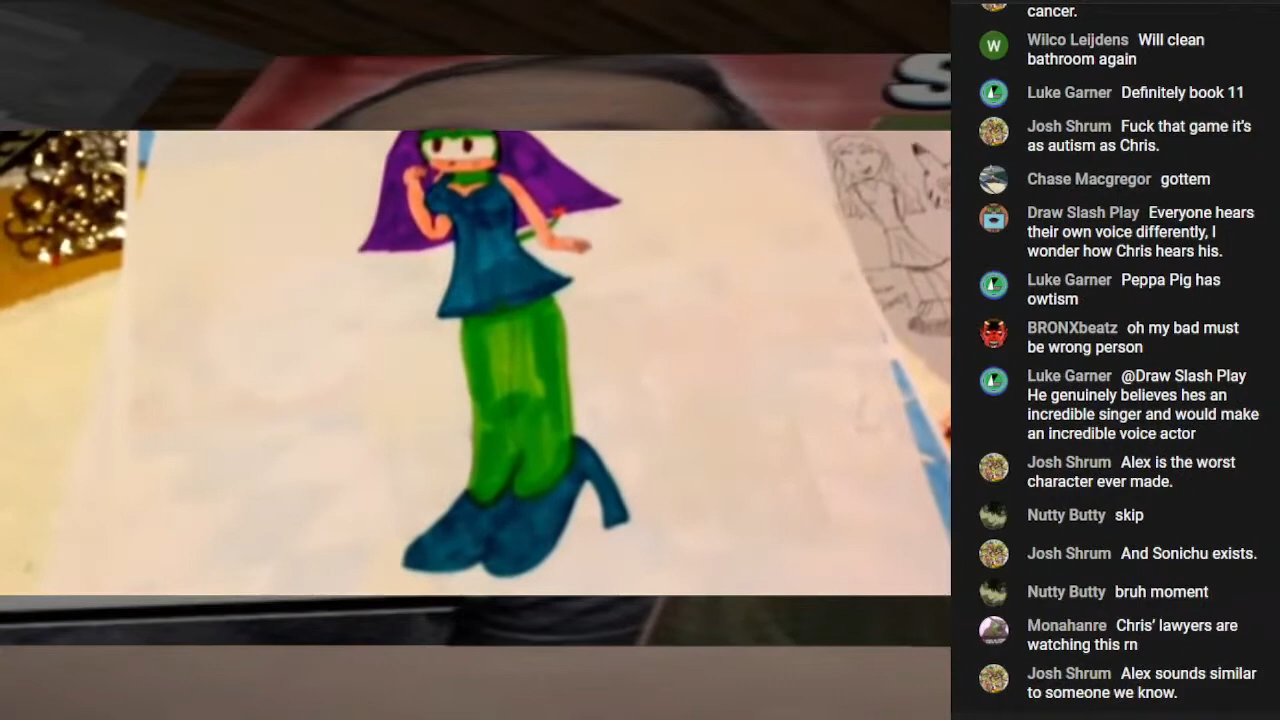 S
cancer.
W
Wilco Leijdens Will clean
bathroom again
Luke Garner Definitely book 11
Josh Shrum Fuck that game it's
as autism as Chris.
Chase Macgregor gottem
Draw Slash Play Everyone hears
their own voice differently, I
wonder how Chris hears his.
Luke Garner Peppa Pig has
owtism
BRONXbeatz oh my bad must
be wrong person
Luke Garner @Draw Slash Play
He genuinely believes hes an
incredible singer and would make
an incredible voice actor
Josh Shrum Alex is the worst
character ever made.
Nutty Butty skip
Josh Shrum And Sonichu exists.
Nutty Butty bruh moment
Monahanre Chris' lawyers are
watching this rn
Josh Shrum Alex sounds similar
to someone we know.